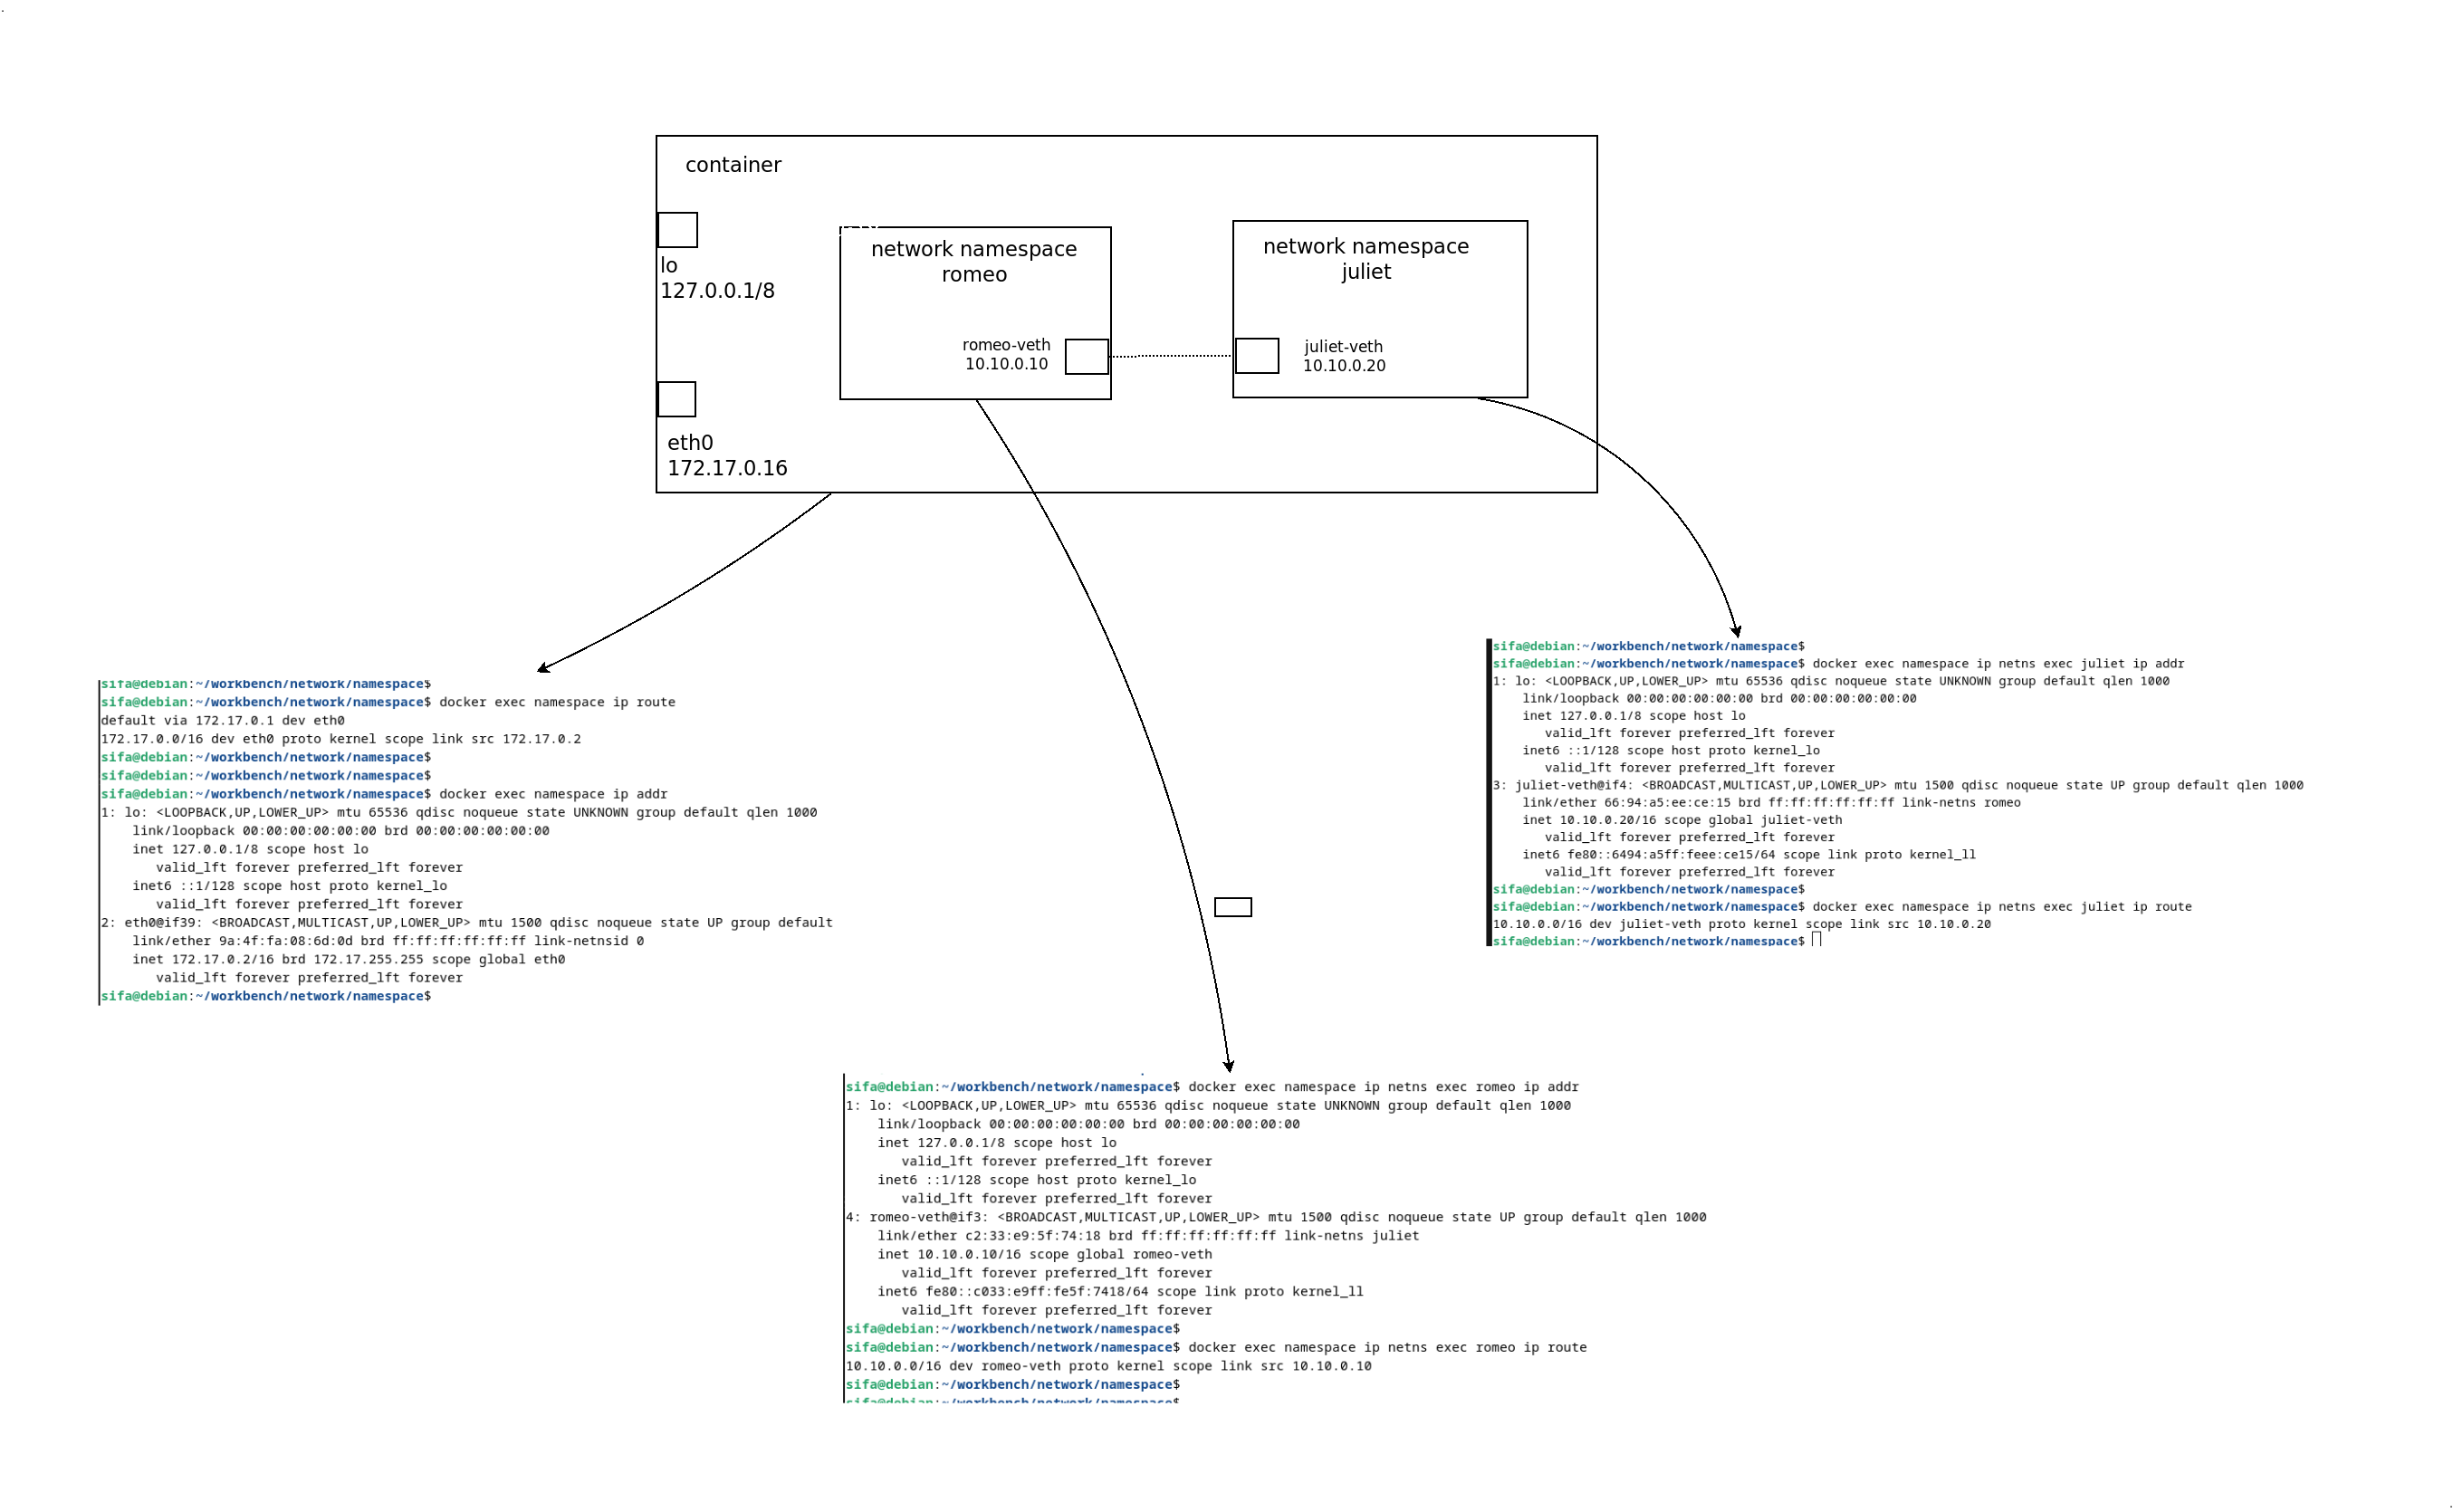 container
lo
127.0.0.1/8
eth0
172.17.0.16
network namespace
romeo
romeo-veth
10.10.0.10
network namespace
juliet
juliet-veth
10.10.0.20
sifa@debian:~/workbench/network/namespace$
sifa@debian:~/workbench/network/namespace$ docker exec namespace ip route
default via 172.17.0.1 dev eth0
172.17.0.0/16 dev eth0 proto kernel scope link src 172.17.0.2
sifa@debian:~/workbench/network/namespace$
sifa@debian:~/workbench/network/namespace$
sifa@debian:~/workbench/network/namespace$ docker exec namespace ip addr
1: lo: <LOOPBACK,UP,LOWER_UP> mtu 65536 qdisc noqueue state UNKNOWN group default qlen 1000
    link/loopback 00:00:00:00:00:00 brd 00:00:00:00:00:00
    inet 127.0.0.1/8 scope host lo
       valid_lft forever preferred_lft forever
    inet6 ::1/128 scope host proto kernel_lo
       valid_lft forever preferred_lft forever
2: eth0@if39: <BROADCAST,MULTICAST,UP,LOWER_UP> mtu 1500 qdisc noqueue state UP group default
    link/ether 9a:4f:fa:08:6d:0d brd ff:ff:ff:ff:ff:ff link-netnsid 0
    inet 172.17.0.2/16 brd 172.17.255.255 scope global eth0
       valid_lft forever preferred_lft forever
sifa@debian:~/workbench/network/namespace$
sifa@debian:~/workbench/network/namespace$
sifa@debian:~/workbench/network/namespace$ docker exec namespace ip netns exec juliet ip addr
1: lo: <LOOPBACK,UP,LOWER_UP> mtu 65536 qdisc noqueue state UNKNOWN group default qlen 1000
    link/loopback 00:00:00:00:00:00 brd 00:00:00:00:00:00
    inet 127.0.0.1/8 scope host lo
       valid_lft forever preferred_lft forever
    inet6 ::1/128 scope host proto kernel_lo
       valid_lft forever preferred_lft forever
3: juliet-veth@if4: <BROADCAST,MULTICAST,UP,LOWER_UP> mtu 1500 qdisc noqueue state UP group default qlen 1000
    link/ether 66:94:a5:ee:ce:15 brd ff:ff:ff:ff:ff:ff link-netns romeo
    inet 10.10.0.20/16 scope global juliet-veth
       valid_lft forever preferred_lft forever
    inet6 fe80::6494:a5ff:feee:ce15/64 scope link proto kernel_ll
       valid_lft forever preferred_lft forever
sifa@debian:~/workbench/network/namespace$
sifa@debian:~/workbench/network/namespace$ docker exec namespace ip netns exec juliet ip route
10.10.0.0/16 dev juliet-veth proto kernel scope link src 10.10.0.20
sifa@debian:~/workbench/network/namespace$
sifa@debian:~/workbench/network/namespace$ docker exec namespace ip netns exec romeo ip addr
1: lo: <LOOPBACK,UP,LOWER_UP> mtu 65536 qdisc noqueue state UNKNOWN group default qlen 1000
    link/loopback 00:00:00:00:00:00 brd 00:00:00:00:00:00
    inet 127.0.0.1/8 scope host lo
       valid_lft forever preferred_lft forever
    inet6 ::1/128 scope host proto kernel_lo
       valid_lft forever preferred_lft forever
4: romeo-veth@if3: <BROADCAST,MULTICAST,UP,LOWER_UP> mtu 1500 qdisc noqueue state UP group default qlen 1000
    link/ether c2:33:e9:5f:74:18 brd ff:ff:ff:ff:ff:ff link-netns juliet
    inet 10.10.0.10/16 scope global romeo-veth
       valid_lft forever preferred_lft forever
    inet6 fe80::c033:e9ff:fe5f:7418/64 scope link proto kernel_ll
       valid_lft forever preferred_lft forever
sifa@debian:~/workbench/network/namespace$
sifa@debian:~/workbench/network/namespace$ docker exec namespace ip netns exec romeo ip route
10.10.0.0/16 dev romeo-veth proto kernel scope link src 10.10.0.10
sifa@debian:~/workbench/network/namespace$
sifa@debian:~/workbench/network/namespace$